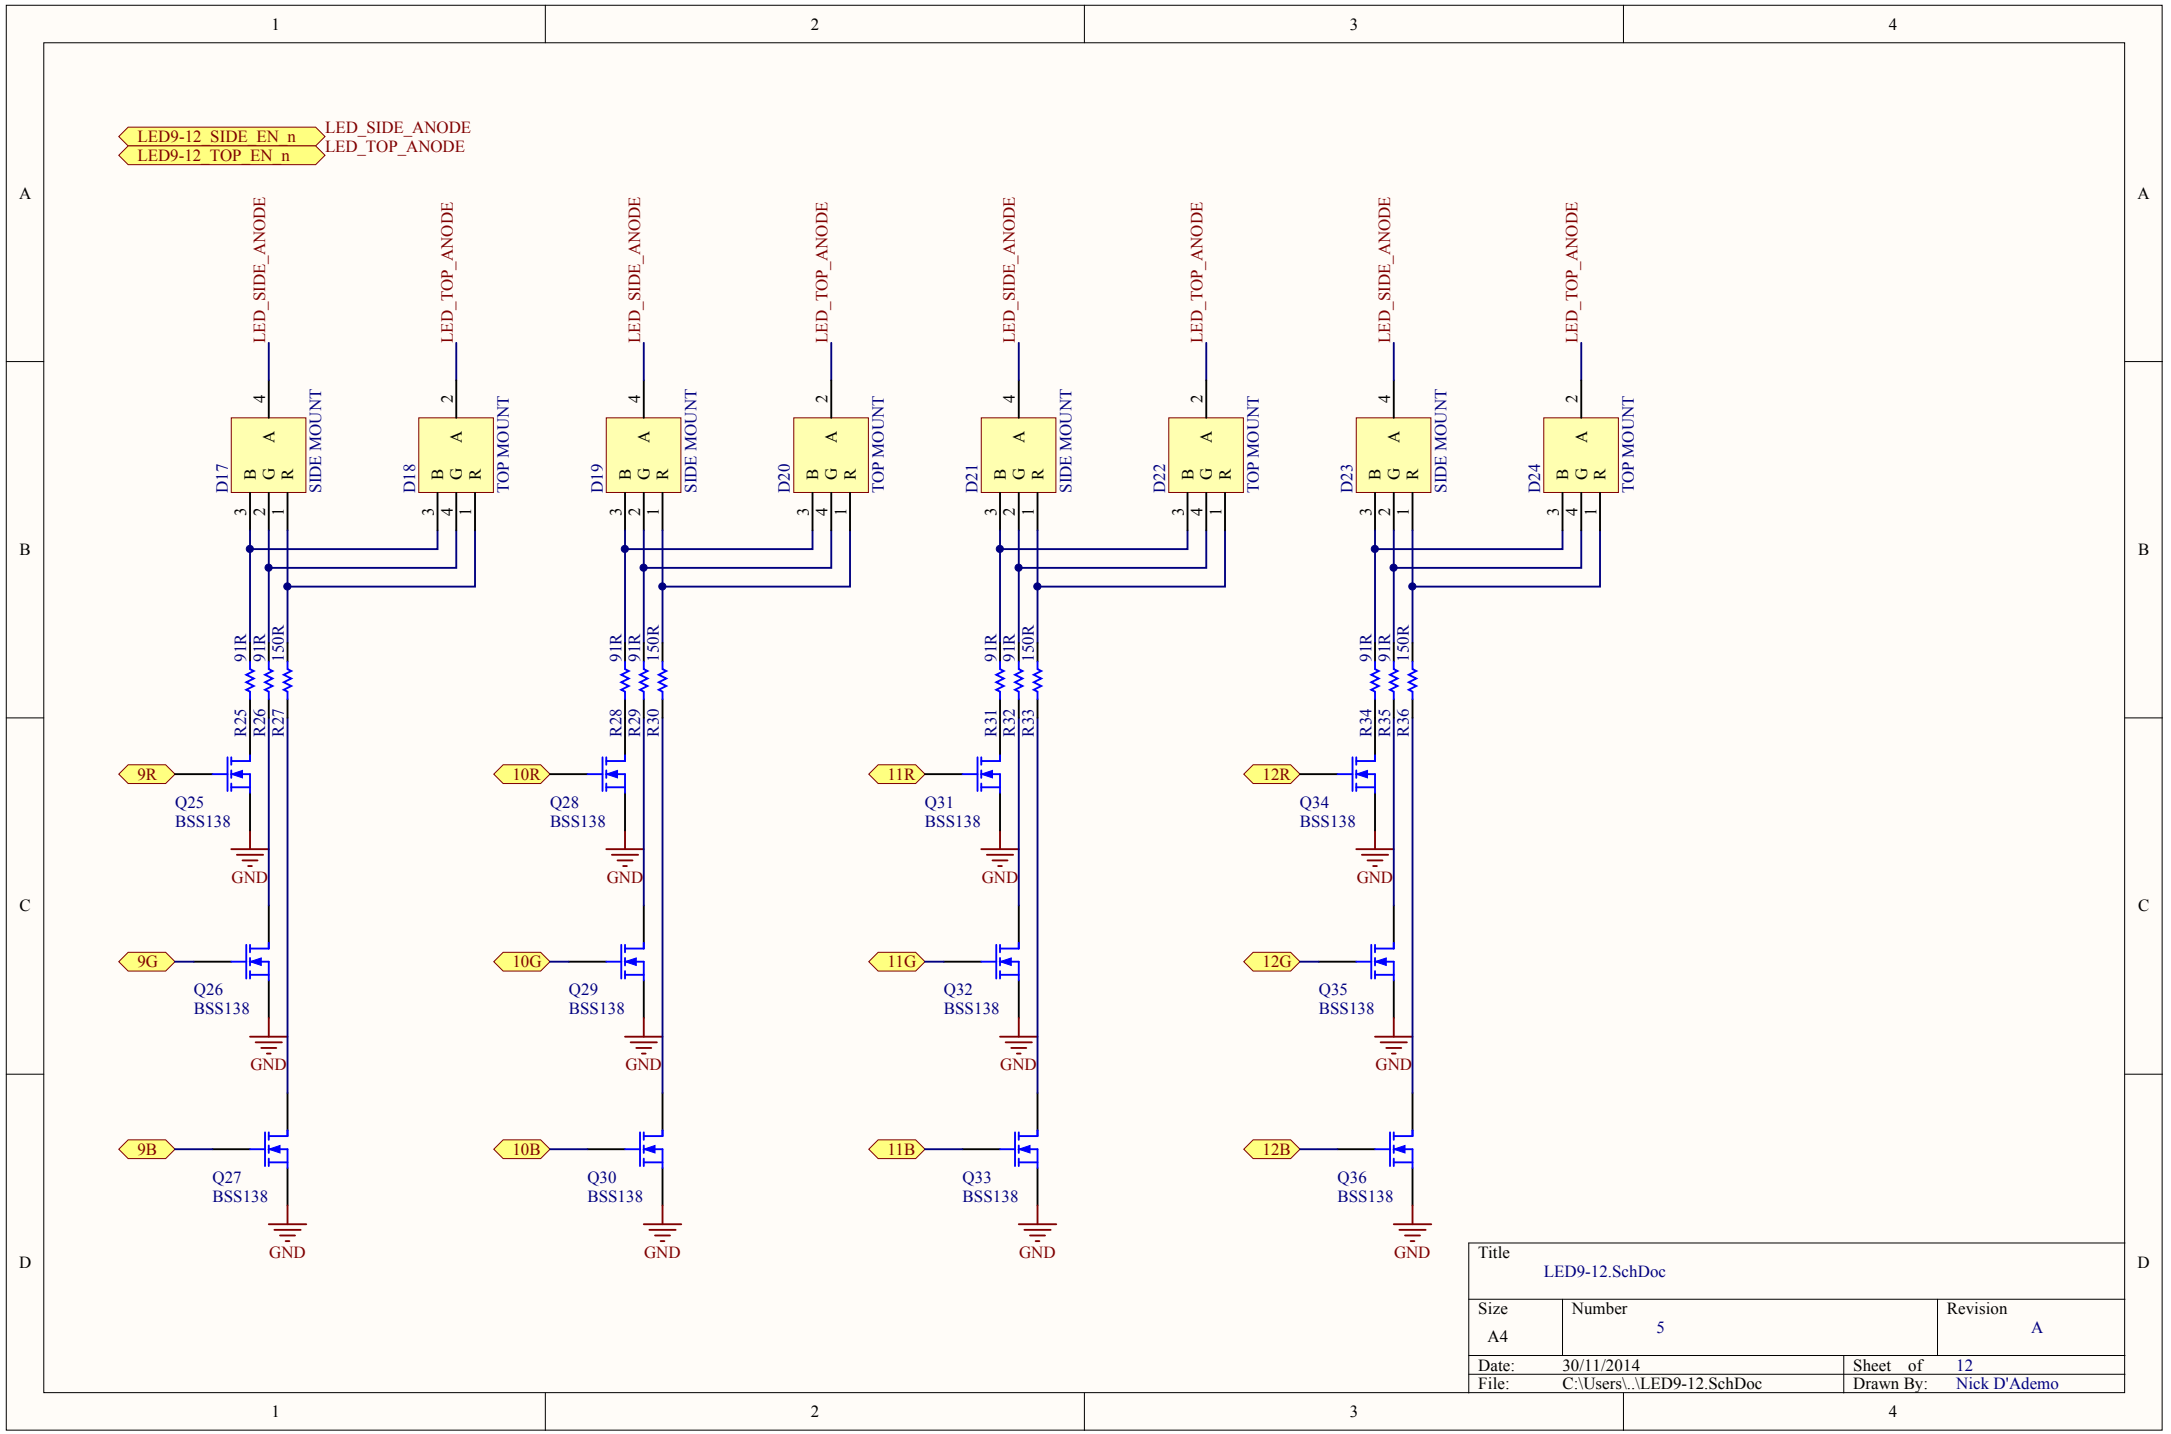 1 2 3 4
LED9-12_SIDE_EN_n LED_SIDE_ANODE
LED9-12_TOP_EN_n LED_TOP_ANODE
A A
LED_SIDE_ANODE LED_TOP_ANODE LED_SIDE_ANODE LED_TOP_ANODE LED_SIDE_ANODE LED_TOP_ANODE LED_SIDE_ANODE LED_TOP_ANODE
4 2 4 2 4 2 4 2
A A A A A A A A
D17 B G R SIDE MOUNT
D18 B G R TOP MOUNT
D19 B G R SIDE MOUNT
D20 B G R TOP MOUNT
D21 B G R SIDE MOUNT
D22 B G R TOP MOUNT
D23 B G R SIDE MOUNT
D24 B G R TOP MOUNT
3 2 1 3 4 1 3 2 1 3 4 1 3 2 1 3 4 1 3 2 1 3 4 1
B B
91R 91R 150R 91R 91R 150R 91R 91R 150R 91R 91R 150R
R25 R26 R27 R28 R29 R30 R31 R32 R33 R34 R35 R36
9R 10R 11R 12R
Q25 Q28 Q31 Q34
BSS138 BSS138 BSS138 BSS138
GND GND GND GND
C C
9G 10G 11G 12G
Q26 Q29 Q32 Q35
BSS138 BSS138 BSS138 BSS138
GND GND GND GND
9B 10B 11B 12B
Q27 Q30 Q33 Q36
BSS138 BSS138 BSS138 BSS138
GND GND GND GND
D D
Title
LED9-12.SchDoc
Size Number Revision
A4 5 A
Date: 30/11/2014 Sheet of 12
File: C:\Users\..\LED9-12.SchDoc Drawn By: Nick D'Ademo
1 2 3 4